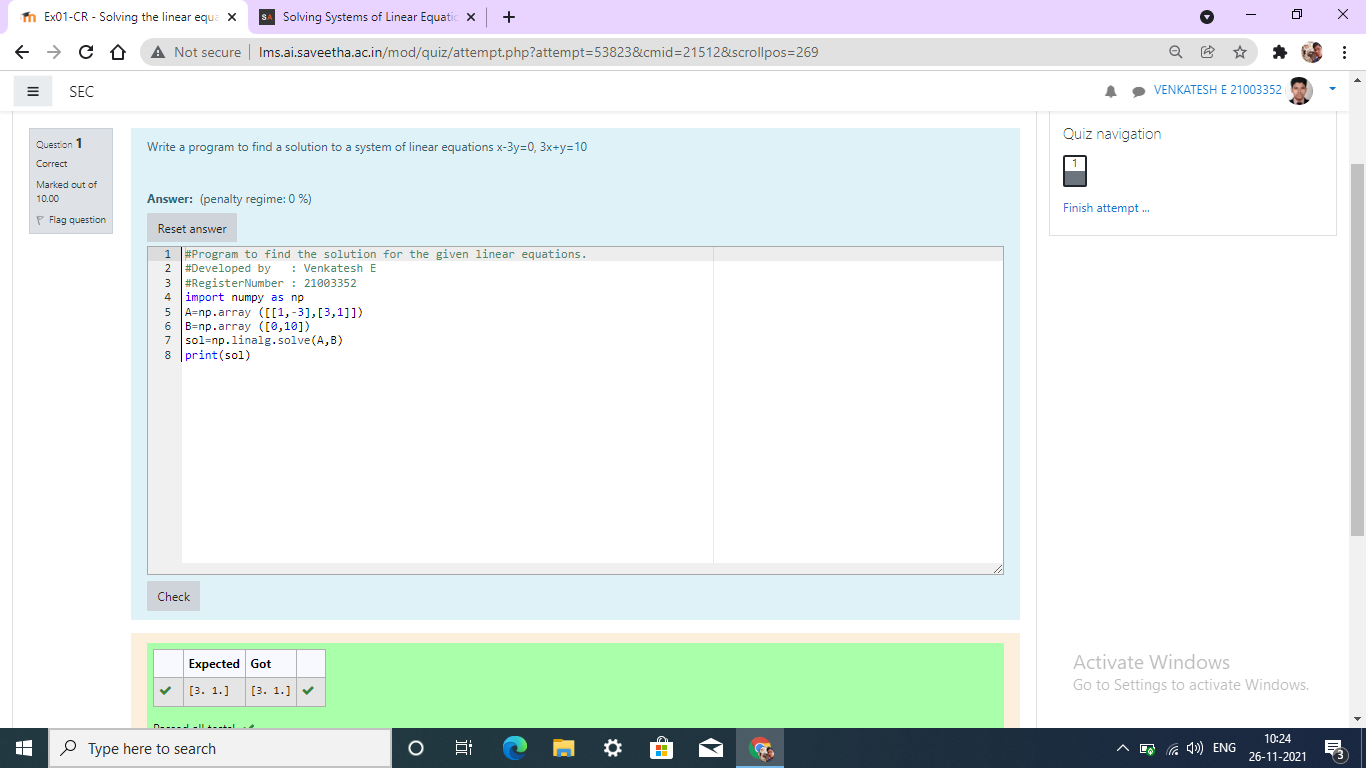 Ex01-CR - Solving the linear equa
Solving Systems of Linear Equatio
Not secure | lms.ai.saveetha.ac.in/mod/quiz/attempt.php?attempt=53823&cmid=21512&scrollpos=269
SEC
VENKATESH E 21003352
Question 1
Correct
Marked out of
10.00
Flag question
Write a program to find a solution to a system of linear equations x-3y=0, 3x+y=10
Answer: (penalty regime: 0 %)
Reset answer
1 #Program to find the solution for the given linear equations.
2 #Developed by   : Venkatesh E
3 #RegisterNumber : 21003352
4 import numpy as np
5 A=np.array ([[1,-3],[3,1]])
6 B=np.array ([0,10])
7 sol=np.linalg.solve(A,B)
8 print(sol)
Check
Expected Got
[3. 1.] [3. 1.]
Passed all tests!
Quiz navigation
1
Finish attempt ...
Activate Windows
Go to Settings to activate Windows.
Type here to search
ENG
10:24
26-11-2021
3